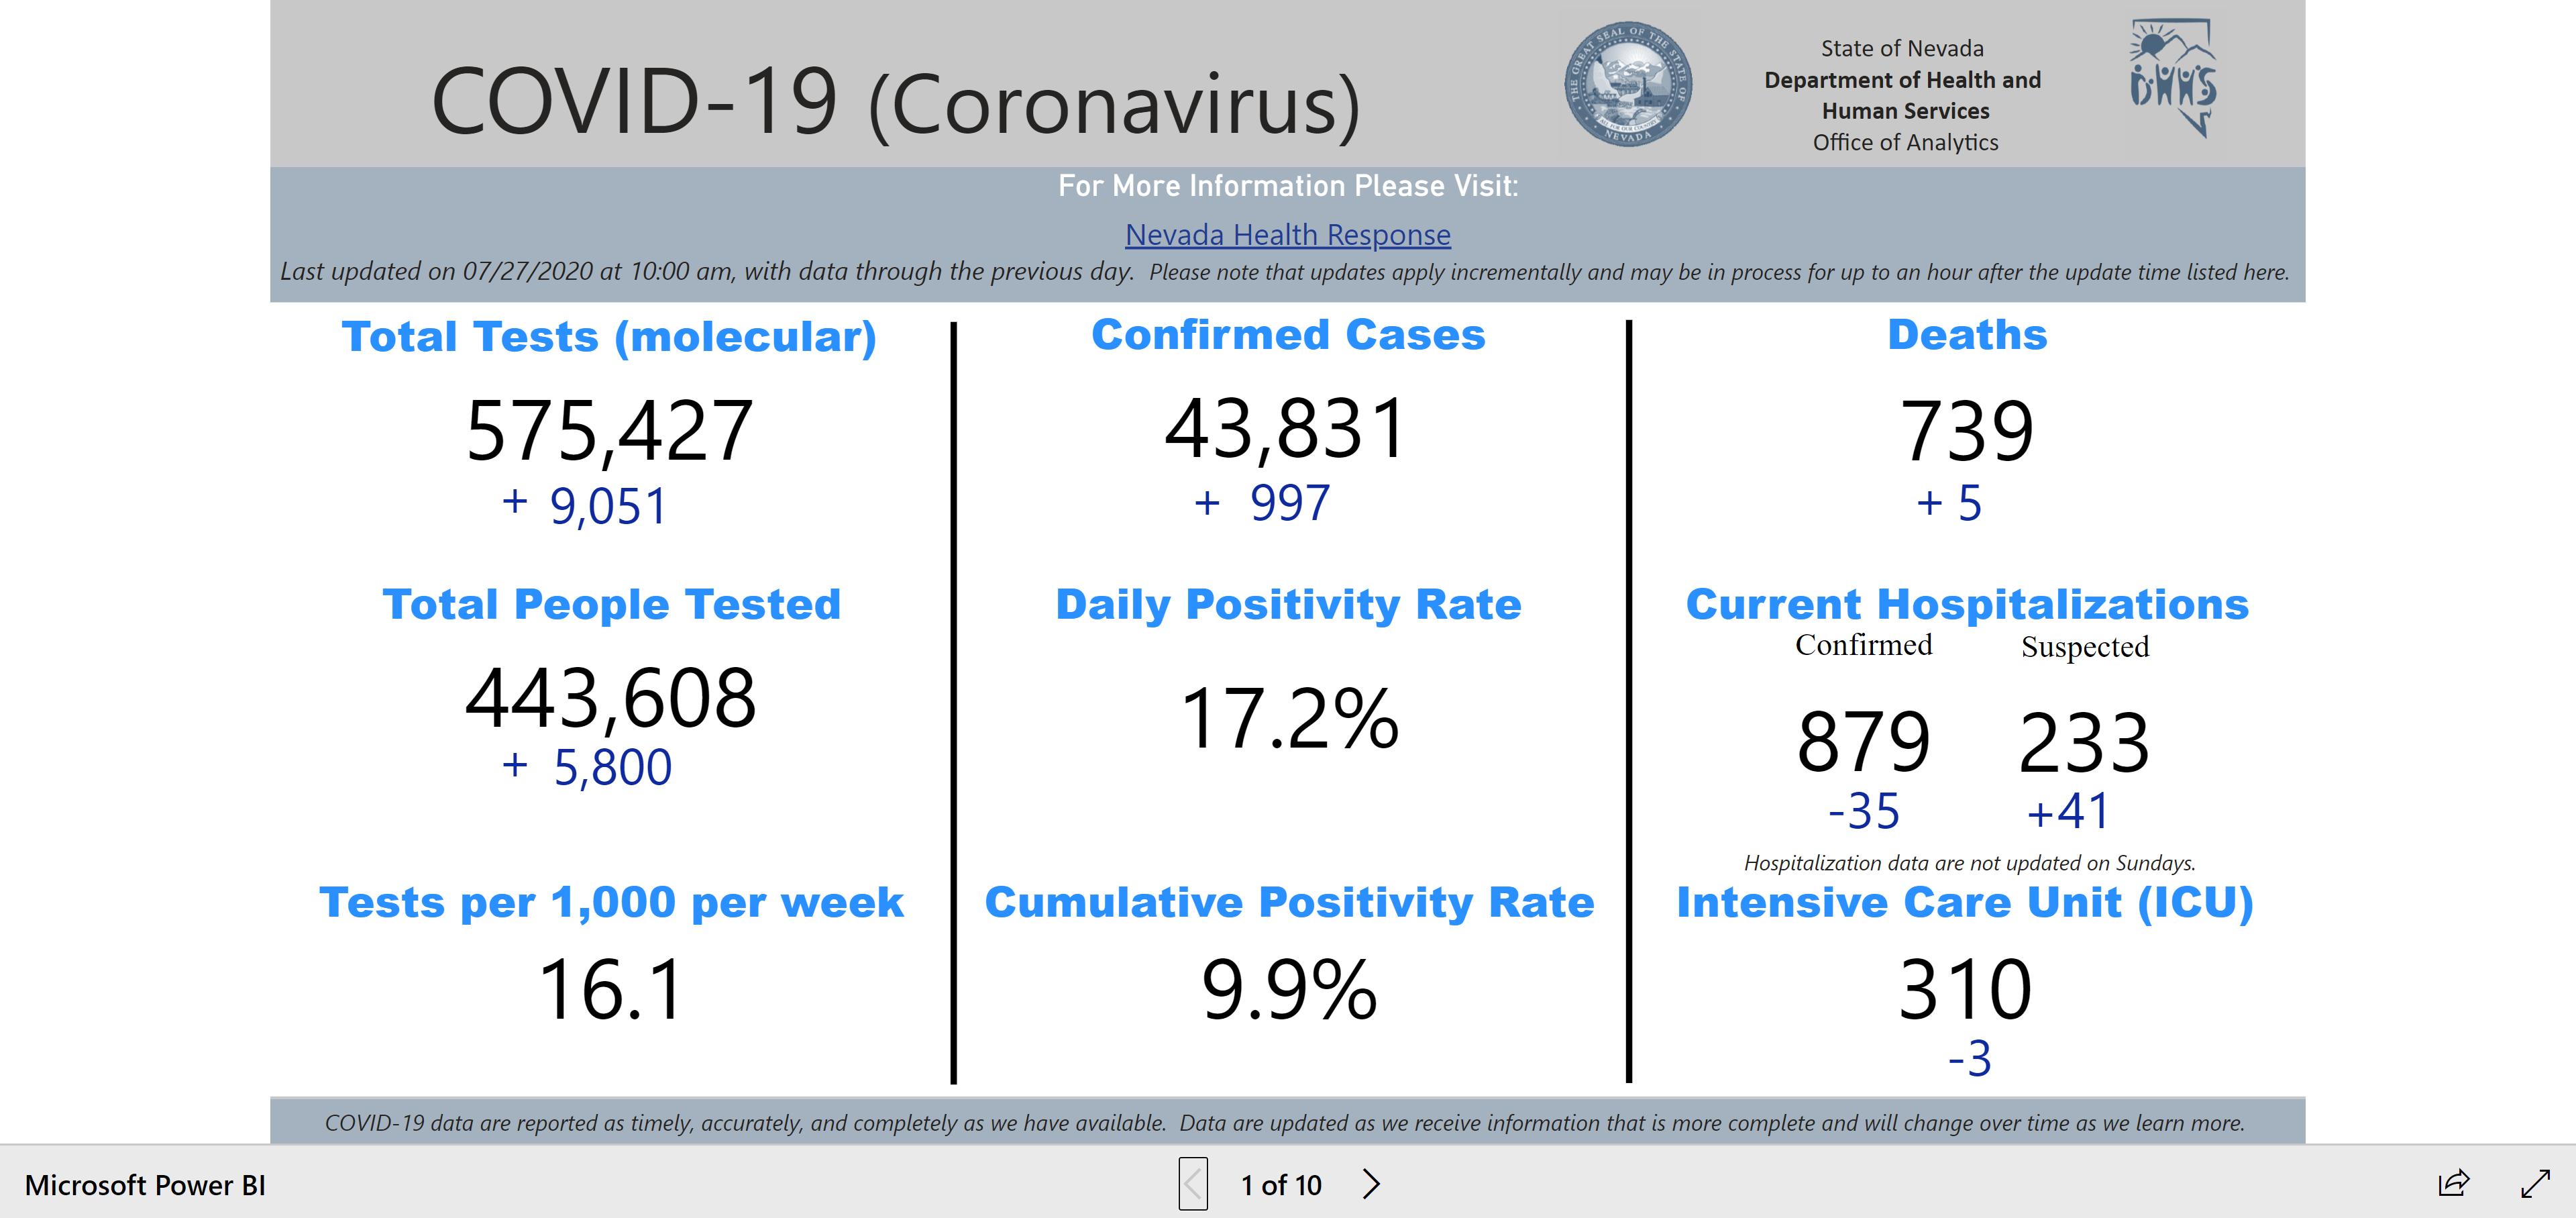 COVID-19 (Coronavirus)
THE GREAT SEAL OF THE STATE OF
ALL FOR OUR COUNTRY
NEVADA
State of Nevada
Department of Health and
Human Services
Office of Analytics
DHHS
For More Information Please Visit:
Nevada Health Response
Last updated on 07/27/2020 at 10:00 am, with data through the previous day. Please note that updates apply incrementally and may be in process for up to an hour after the update time listed here.
Total Tests (molecular)
575,427
+ 9,051
Total People Tested
443,608
+ 5,800
Tests per 1,000 per week
16.1
Confirmed Cases
43,831
+ 997
Daily Positivity Rate
17.2%
Cumulative Positivity Rate
9.9%
Deaths
739
+ 5
Current Hospitalizations
Confirmed Suspected
879 233
-35 +41
Hospitalization data are not updated on Sundays.
Intensive Care Unit (ICU)
310
-3
COVID-19 data are reported as timely, accurately, and completely as we have available. Data are updated as we receive information that is more complete and will change over time as we learn more.
Microsoft Power BI
1 of 10